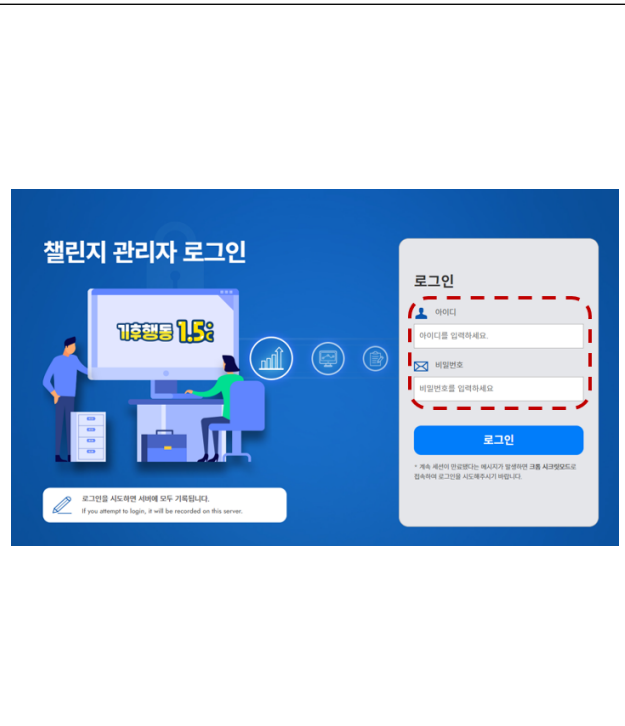 챌린지 관리자 로그인
기후행동 1.5℃
로그인을 시도하면 서버에 모두 기록됩니다.
If you attempt to login, it will be recorded on this server.
로그인
아이디
아이디를 입력하세요.
비밀번호
비밀번호를 입력하세요
로그인
* 계속 세션이 만료됐다는 메시지가 발생하면 크롬 시크릿모드로
접속하여 로그인을 시도해주시기 바랍니다.